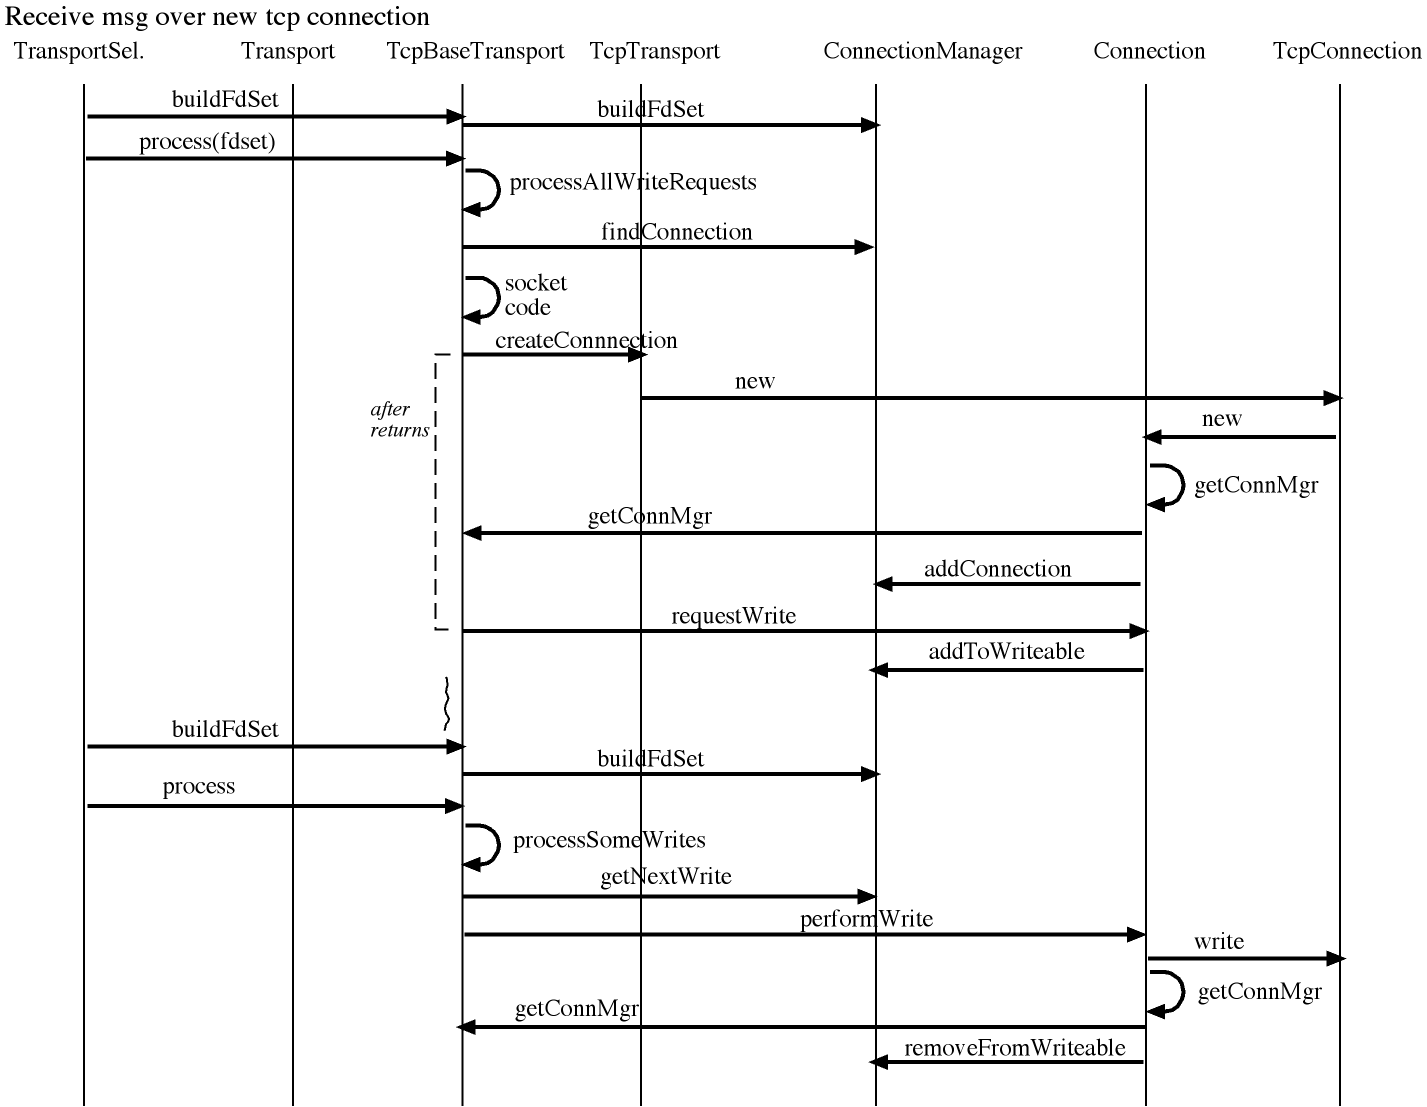 Receive msg over new tcp connection
TransportSel. Transport TcpBaseTransport TcpTransport ConnectionManager Connection TcpConnection
buildFdSet
buildFdSet
process(fdset)
processAllWriteRequests
findConnection
socket
code
createConnnection
new
after
returns
new
getConnMgr
getConnMgr
addConnection
requestWrite
addToWriteable
buildFdSet
buildFdSet
process
processSomeWrites
getNextWrite
performWrite
write
getConnMgr
getConnMgr
removeFromWriteable